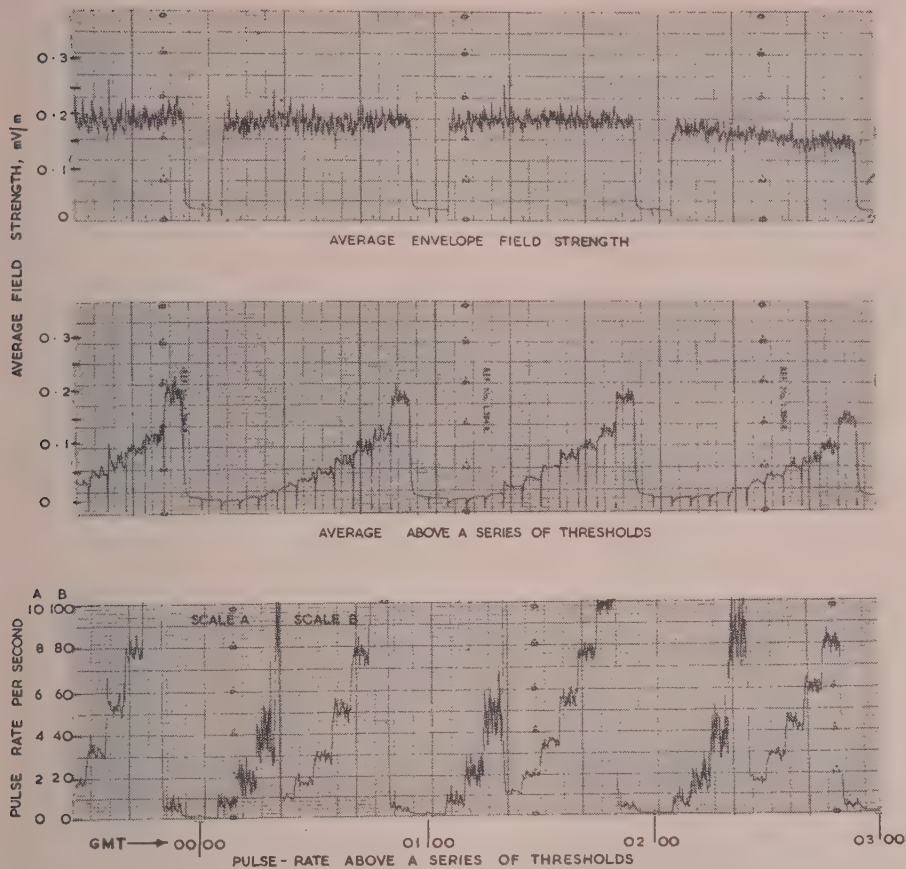 AVERAGE FIELD STRENGTH, mV/m
0·3
0·2
0·1
0
AVERAGE ENVELOPE FIELD STRENGTH
0·3
0·2
0·1
0
AVERAGE ABOVE A SERIES OF THRESHOLDS
PULSE RATE PER SECOND
A B
10 100
8 80
6 60
4 40
2 20
0 0
SCALE A SCALE B
GMT 00 00 01 00 02 00 03 00
PULSE-RATE ABOVE A SERIES OF THRESHOLDS